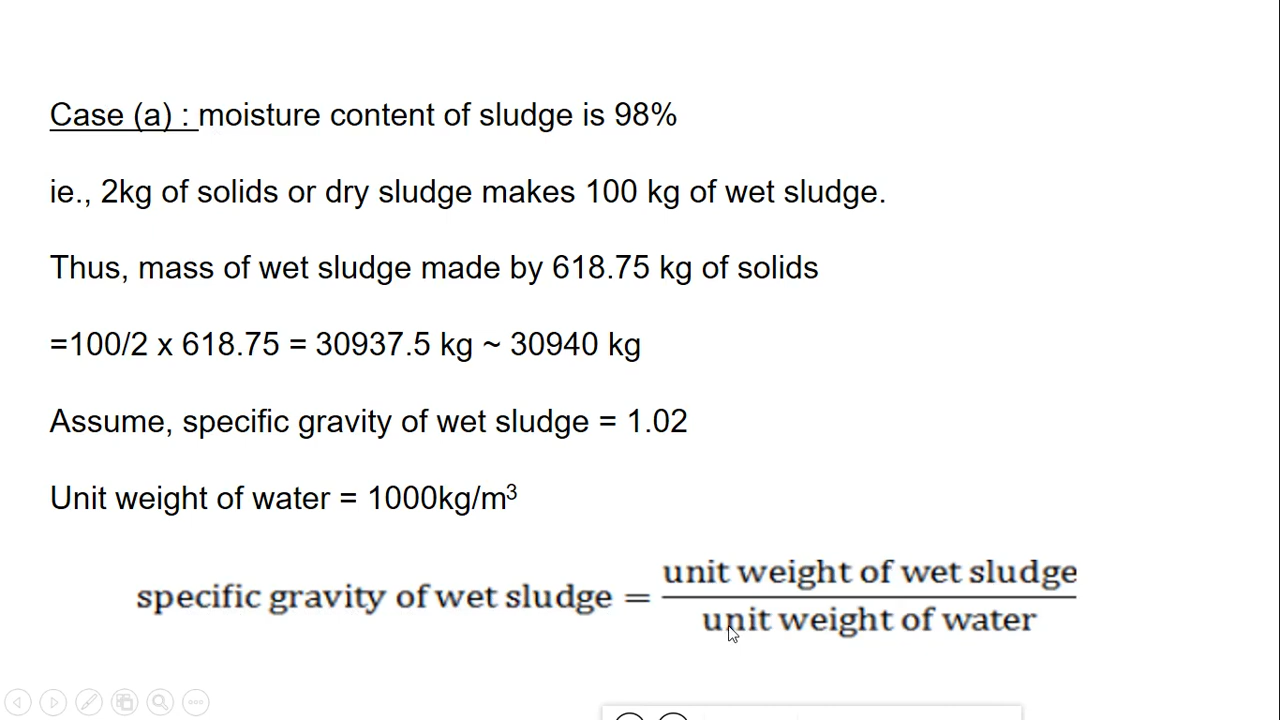 Case (a) : moisture content of sludge is 98%
ie., 2kg of solids or dry sludge makes 100 kg of wet sludge.
Thus, mass of wet sludge made by 618.75 kg of solids
=100/2 x 618.75 = 30937.5 kg ~ 30940 kg
Assume, specific gravity of wet sludge = 1.02
Unit weight of water = 1000kg/m³
specific gravity of wet sludge = unit weight of wet sludge
unit weight of water